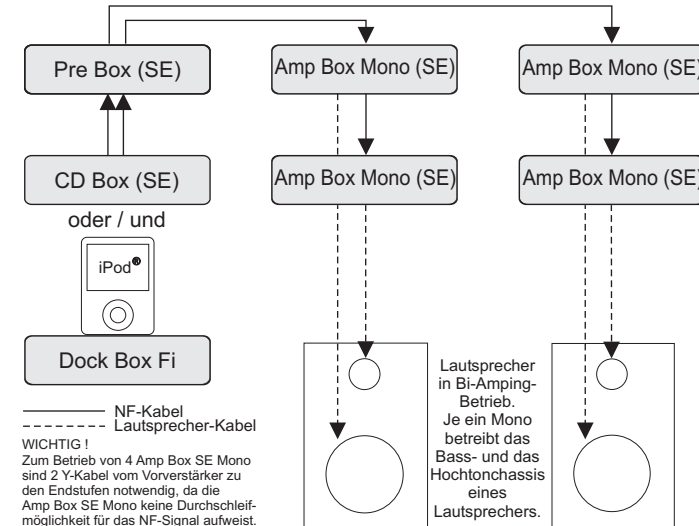 Pre Box (SE)
Amp Box Mono (SE)
Amp Box Mono (SE)
CD Box (SE)
Amp Box Mono (SE)
Amp Box Mono (SE)
oder / und
iPod®
Dock Box Fi
NF-Kabel
Lautsprecher-Kabel
WICHTIG !
Zum Betrieb von 4 Amp Box SE Mono
sind 2 Y-Kabel vom Vorverstärker zu
den Endstufen notwendig, da die
Amp Box SE Mono keine Durchschleif-
möglichkeit für das NF-Signal aufweist.
Lautsprecher
in Bi-Amping-
Betrieb.
Je ein Mono
betreibt das
Bass- und das
Hochtonchassis
eines
Lautsprechers.